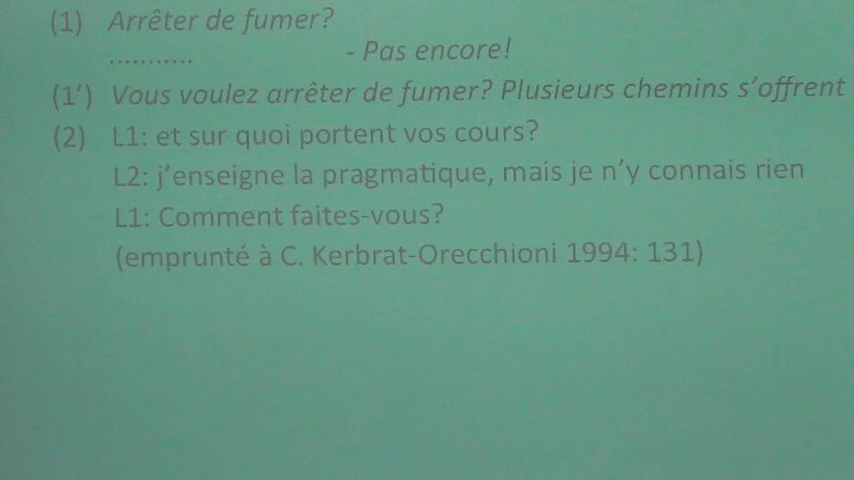 (1) Arrêter de fumer?
........... - Pas encore!
(1') Vous voulez arrêter de fumer? Plusieurs chemins s'offrent
(2) L1: et sur quoi portent vos cours?
L2: j'enseigne la pragmatique, mais je n'y connais rien
L1: Comment faites-vous?
(emprunté à C. Kerbrat-Orecchioni 1994: 131)